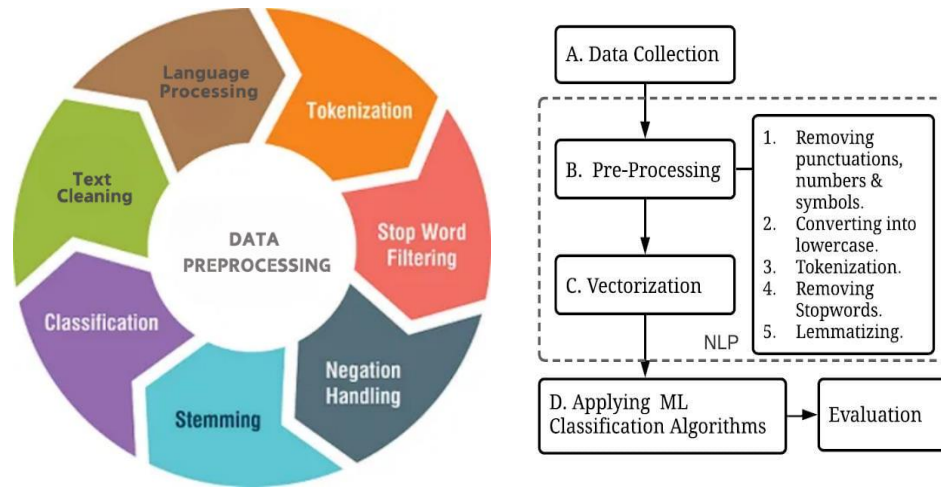 Language
Processing
Tokenization
Stop Word
Filtering
Negation
Handling
Stemming
Classification
Text
Cleaning
DATA
PREPROCESSING
A. Data Collection
B. Pre-Processing
1. Removing
punctuations,
numbers &
symbols.
2. Converting into
lowercase.
3. Tokenization.
4. Removing
Stopwords.
5. Lemmatizing.
C. Vectorization
NLP
D. Applying ML
Classification Algorithms
Evaluation